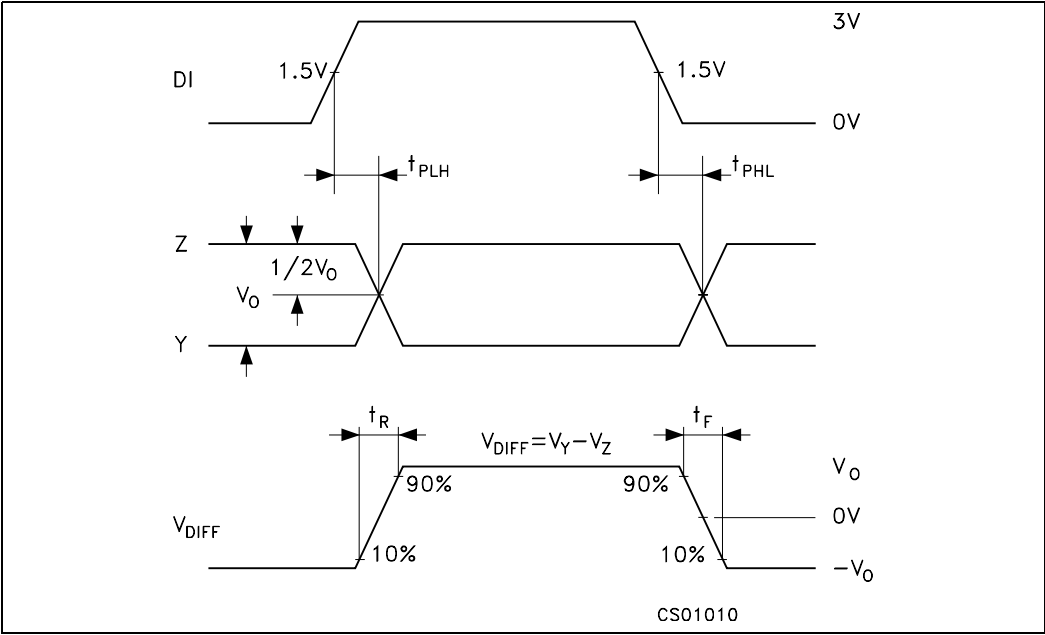 3V
DI 1.5V 1.5V
0V
tPLH tPHL
Z
1/2VO
VO
Y
tR tF
VDIFF=VY−VZ
VO
90% 90%
0V
VDIFF
10% 10%
−VO
CS01010